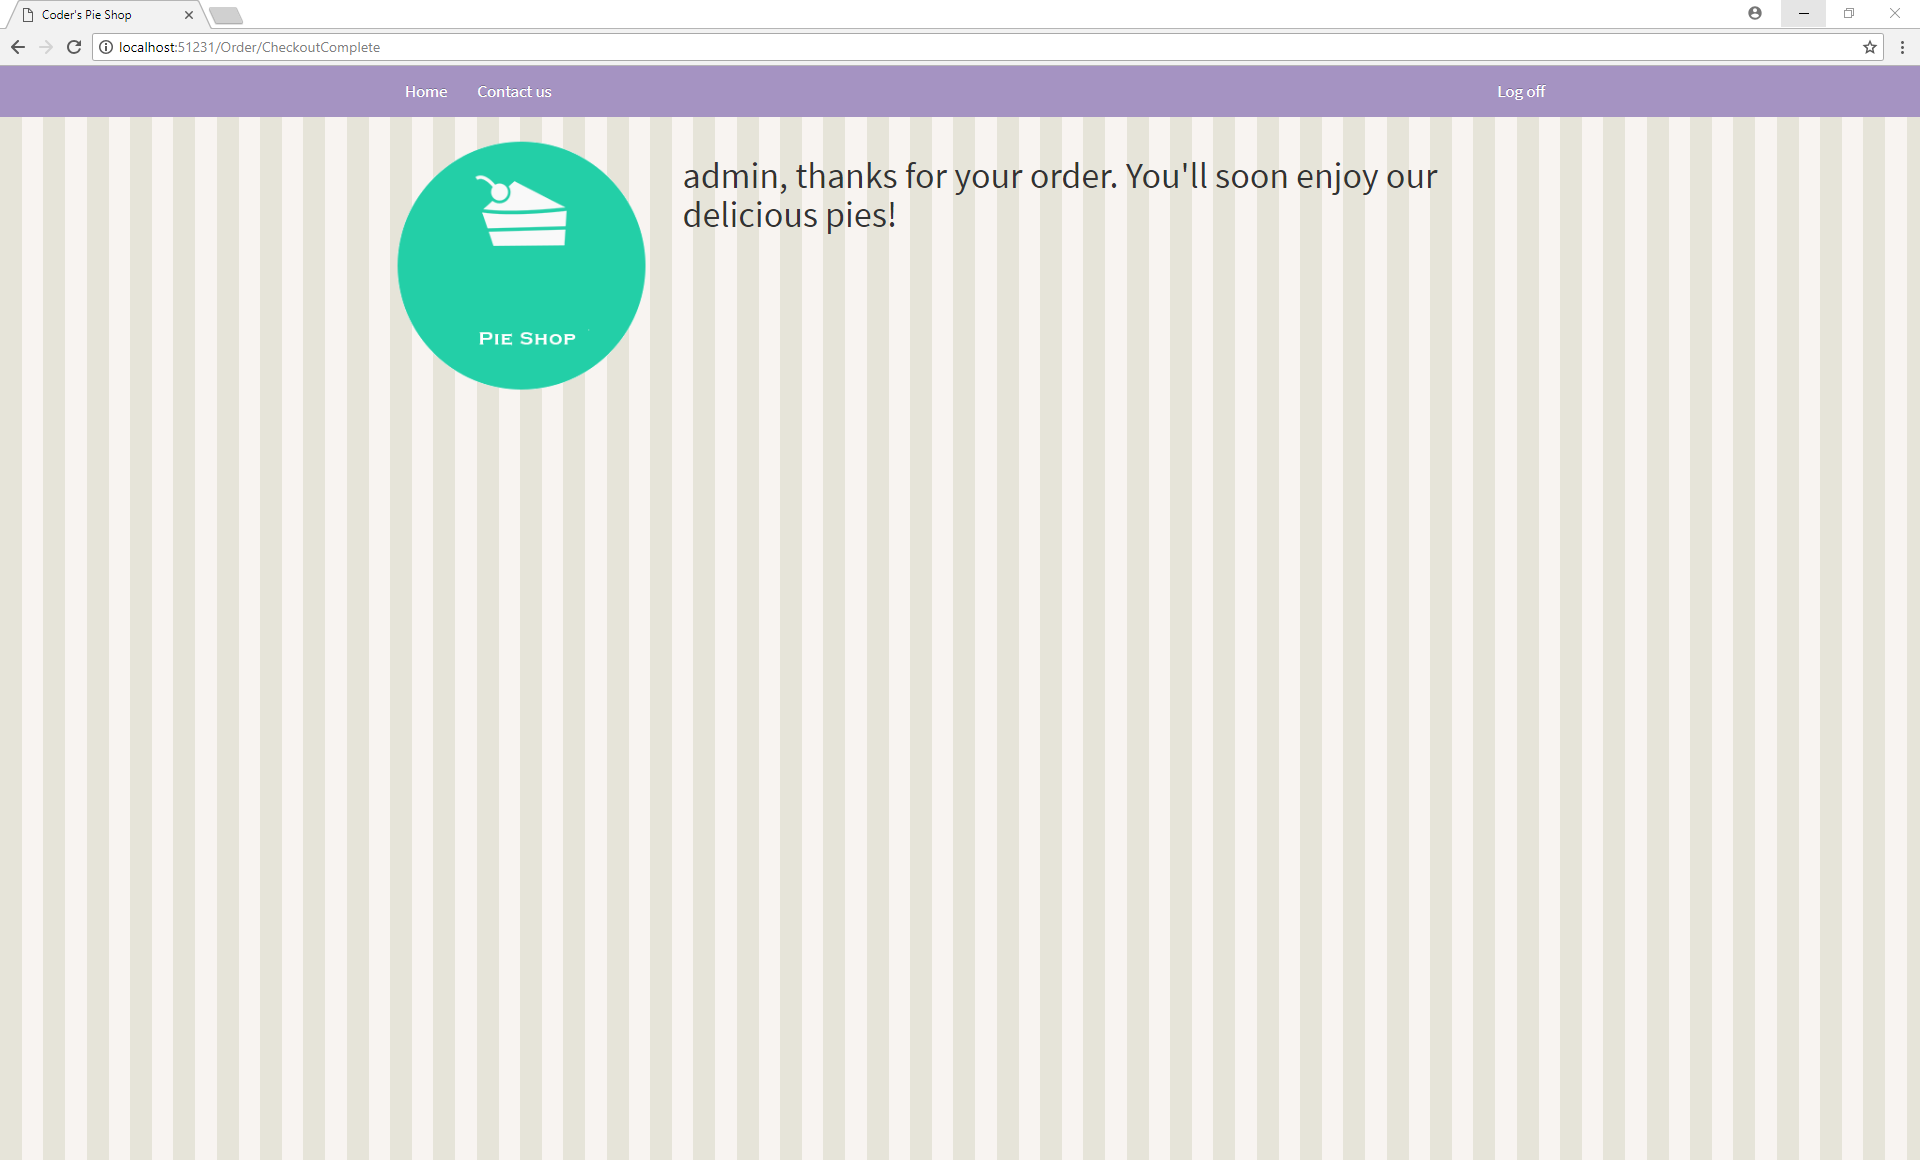 Coder's Pie Shop
localhost:51231/Order/CheckoutComplete
Home Contact us Log off
admin, thanks for your order. You'll soon enjoy our
delicious pies!
Pie Shop